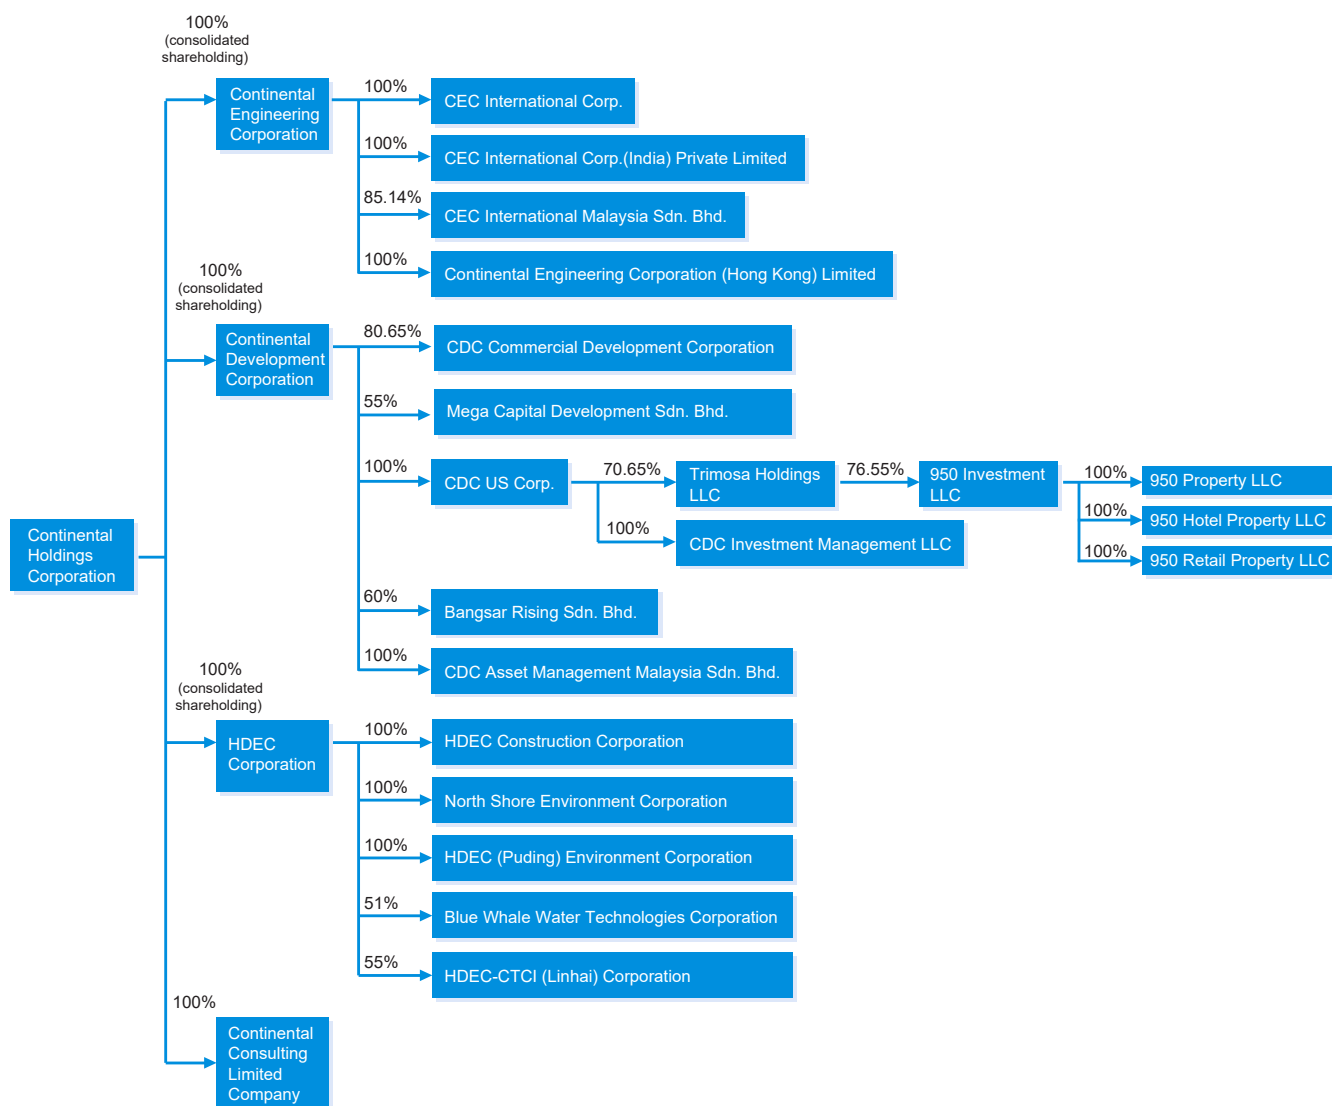 100%
(consolidated
shareholding)
Continental
Engineering
Corporation
100%
CEC International Corp.
100%
CEC International Corp.(India) Private Limited
85.14%
CEC International Malaysia Sdn. Bhd.
100%
Continental Engineering Corporation (Hong Kong) Limited
100%
(consolidated
shareholding)
Continental
Development
Corporation
80.65%
CDC Commercial Development Corporation
55%
Mega Capital Development Sdn. Bhd.
100%
CDC US Corp.
70.65%
Trimosa Holdings
LLC
76.55%
950 Investment
LLC
100%
950 Property LLC
100%
950 Hotel Property LLC
100%
950 Retail Property LLC
100%
CDC Investment Management LLC
60%
Bangsar Rising Sdn. Bhd.
100%
CDC Asset Management Malaysia Sdn. Bhd.
Continental
Holdings
Corporation
100%
(consolidated
shareholding)
HDEC
Corporation
100%
HDEC Construction Corporation
100%
North Shore Environment Corporation
100%
HDEC (Puding) Environment Corporation
51%
Blue Whale Water Technologies Corporation
55%
HDEC-CTCI (Linhai) Corporation
100%
Continental
Consulting
Limited
Company